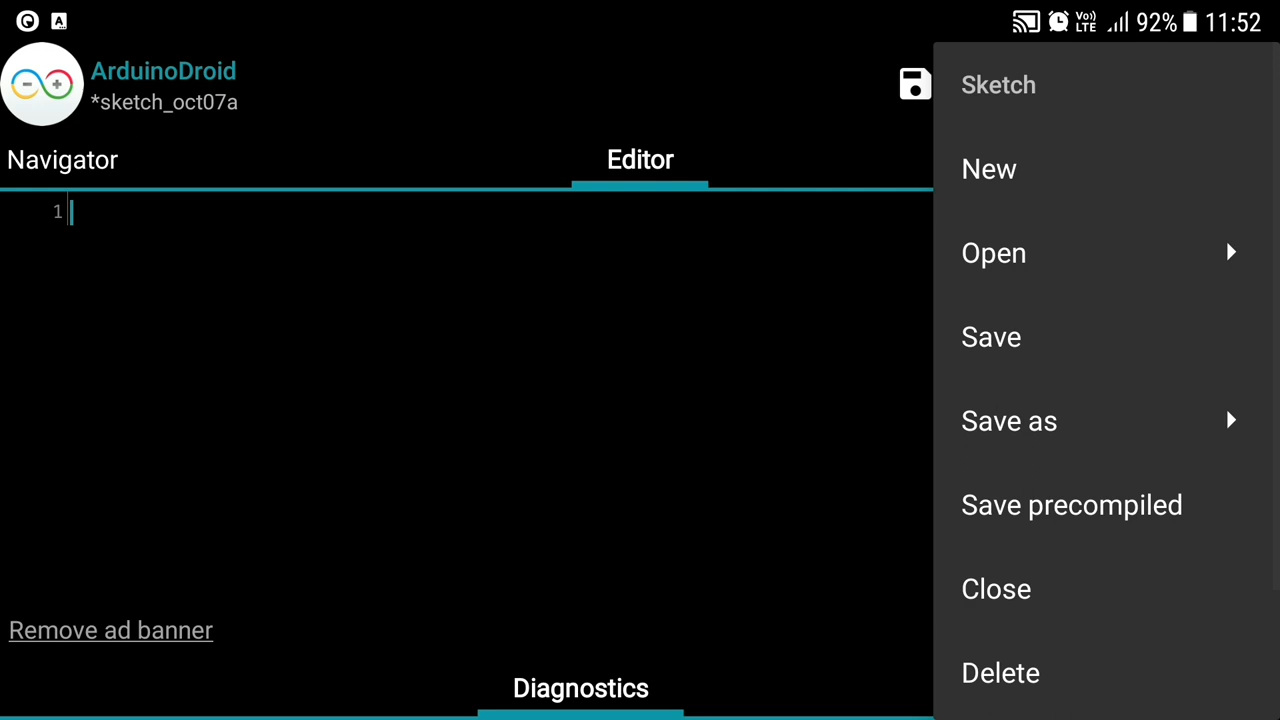 Vo)) LTE 92% 11:52
ArduinoDroid
*sketch_oct07a
Navigator
Editor
1
Remove ad banner
Diagnostics
Sketch
New
Open
Save
Save as
Save precompiled
Close
Delete